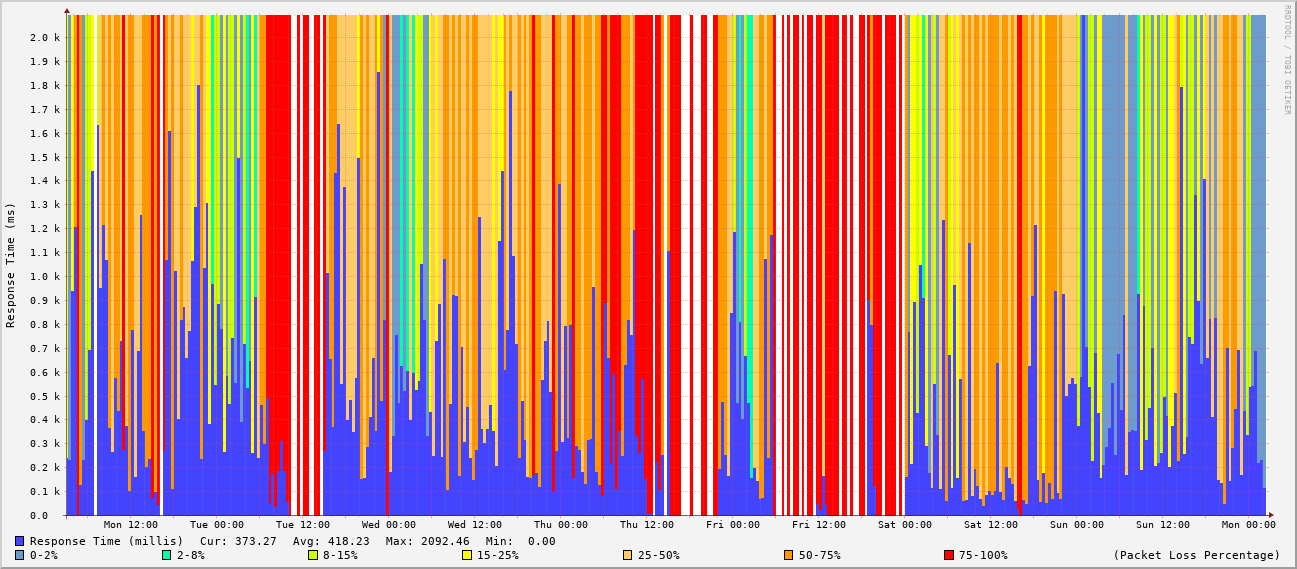 RRDTOOL / TOBI OETIKER
Response Time (ms)
2.0 k
1.9 k
1.8 k
1.7 k
1.6 k
1.5 k
1.4 k
1.3 k
1.2 k
1.1 k
1.0 k
0.9 k
0.8 k
0.7 k
0.6 k
0.5 k
0.4 k
0.3 k
0.2 k
0.1 k
0.0
Mon 12:00 Tue 00:00 Tue 12:00 Wed 00:00 Wed 12:00 Thu 00:00 Thu 12:00 Fri 00:00 Fri 12:00 Sat 00:00 Sat 12:00 Sun 00:00 Sun 12:00 Mon 00:00
Response Time (millis) Cur: 373.27 Avg: 418.23 Max: 2092.46 Min: 0.00
0-2% 2-8% 8-15% 15-25% 25-50% 50-75% 75-100% (Packet Loss Percentage)